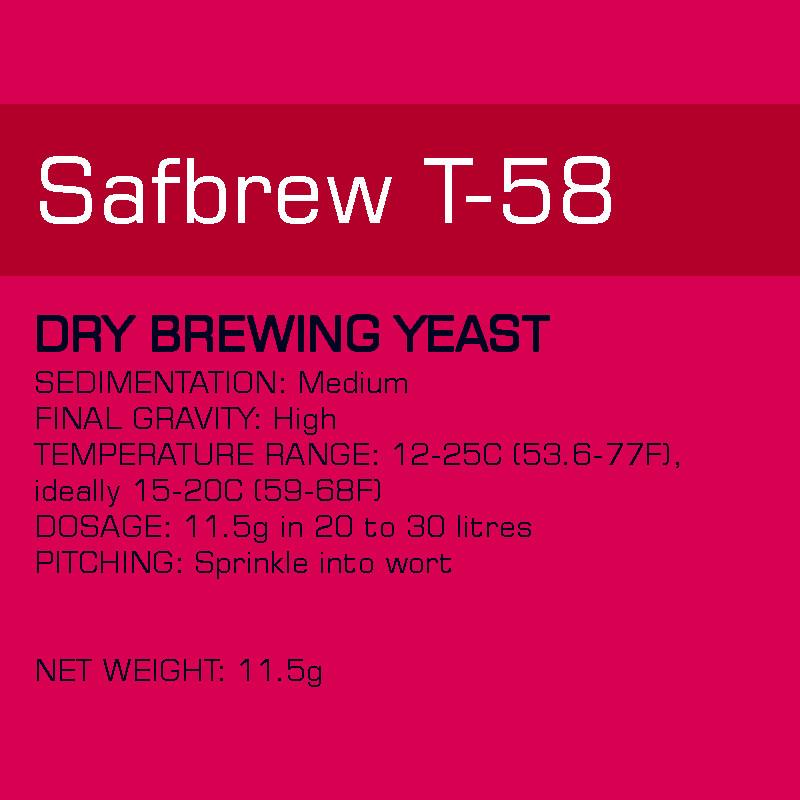 Safbrew T-58
DRY BREWING YEAST
SEDIMENTATION: Medium
FINAL GRAVITY: High
TEMPERATURE RANGE: 12-25C (53.6-77F),
ideally 15-20C (59-68F)
DOSAGE: 11.5g in 20 to 30 litres
PITCHING: Sprinkle into wort
NET WEIGHT: 11.5g